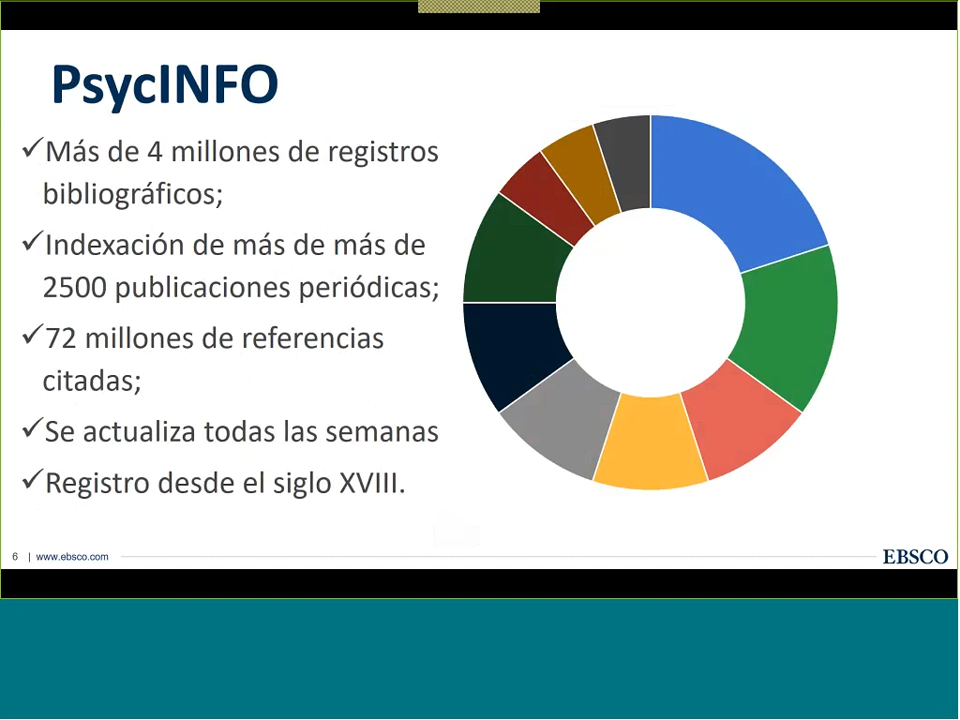 PsycINFO
✓Más de 4 millones de registros
bibliográficos;
✓Indexación de más de más de
2500 publicaciones periódicas;
✓72 millones de referencias
citadas;
✓Se actualiza todas las semanas
✓Registro desde el siglo XVIII.
6 | www.ebsco.com
EBSCO